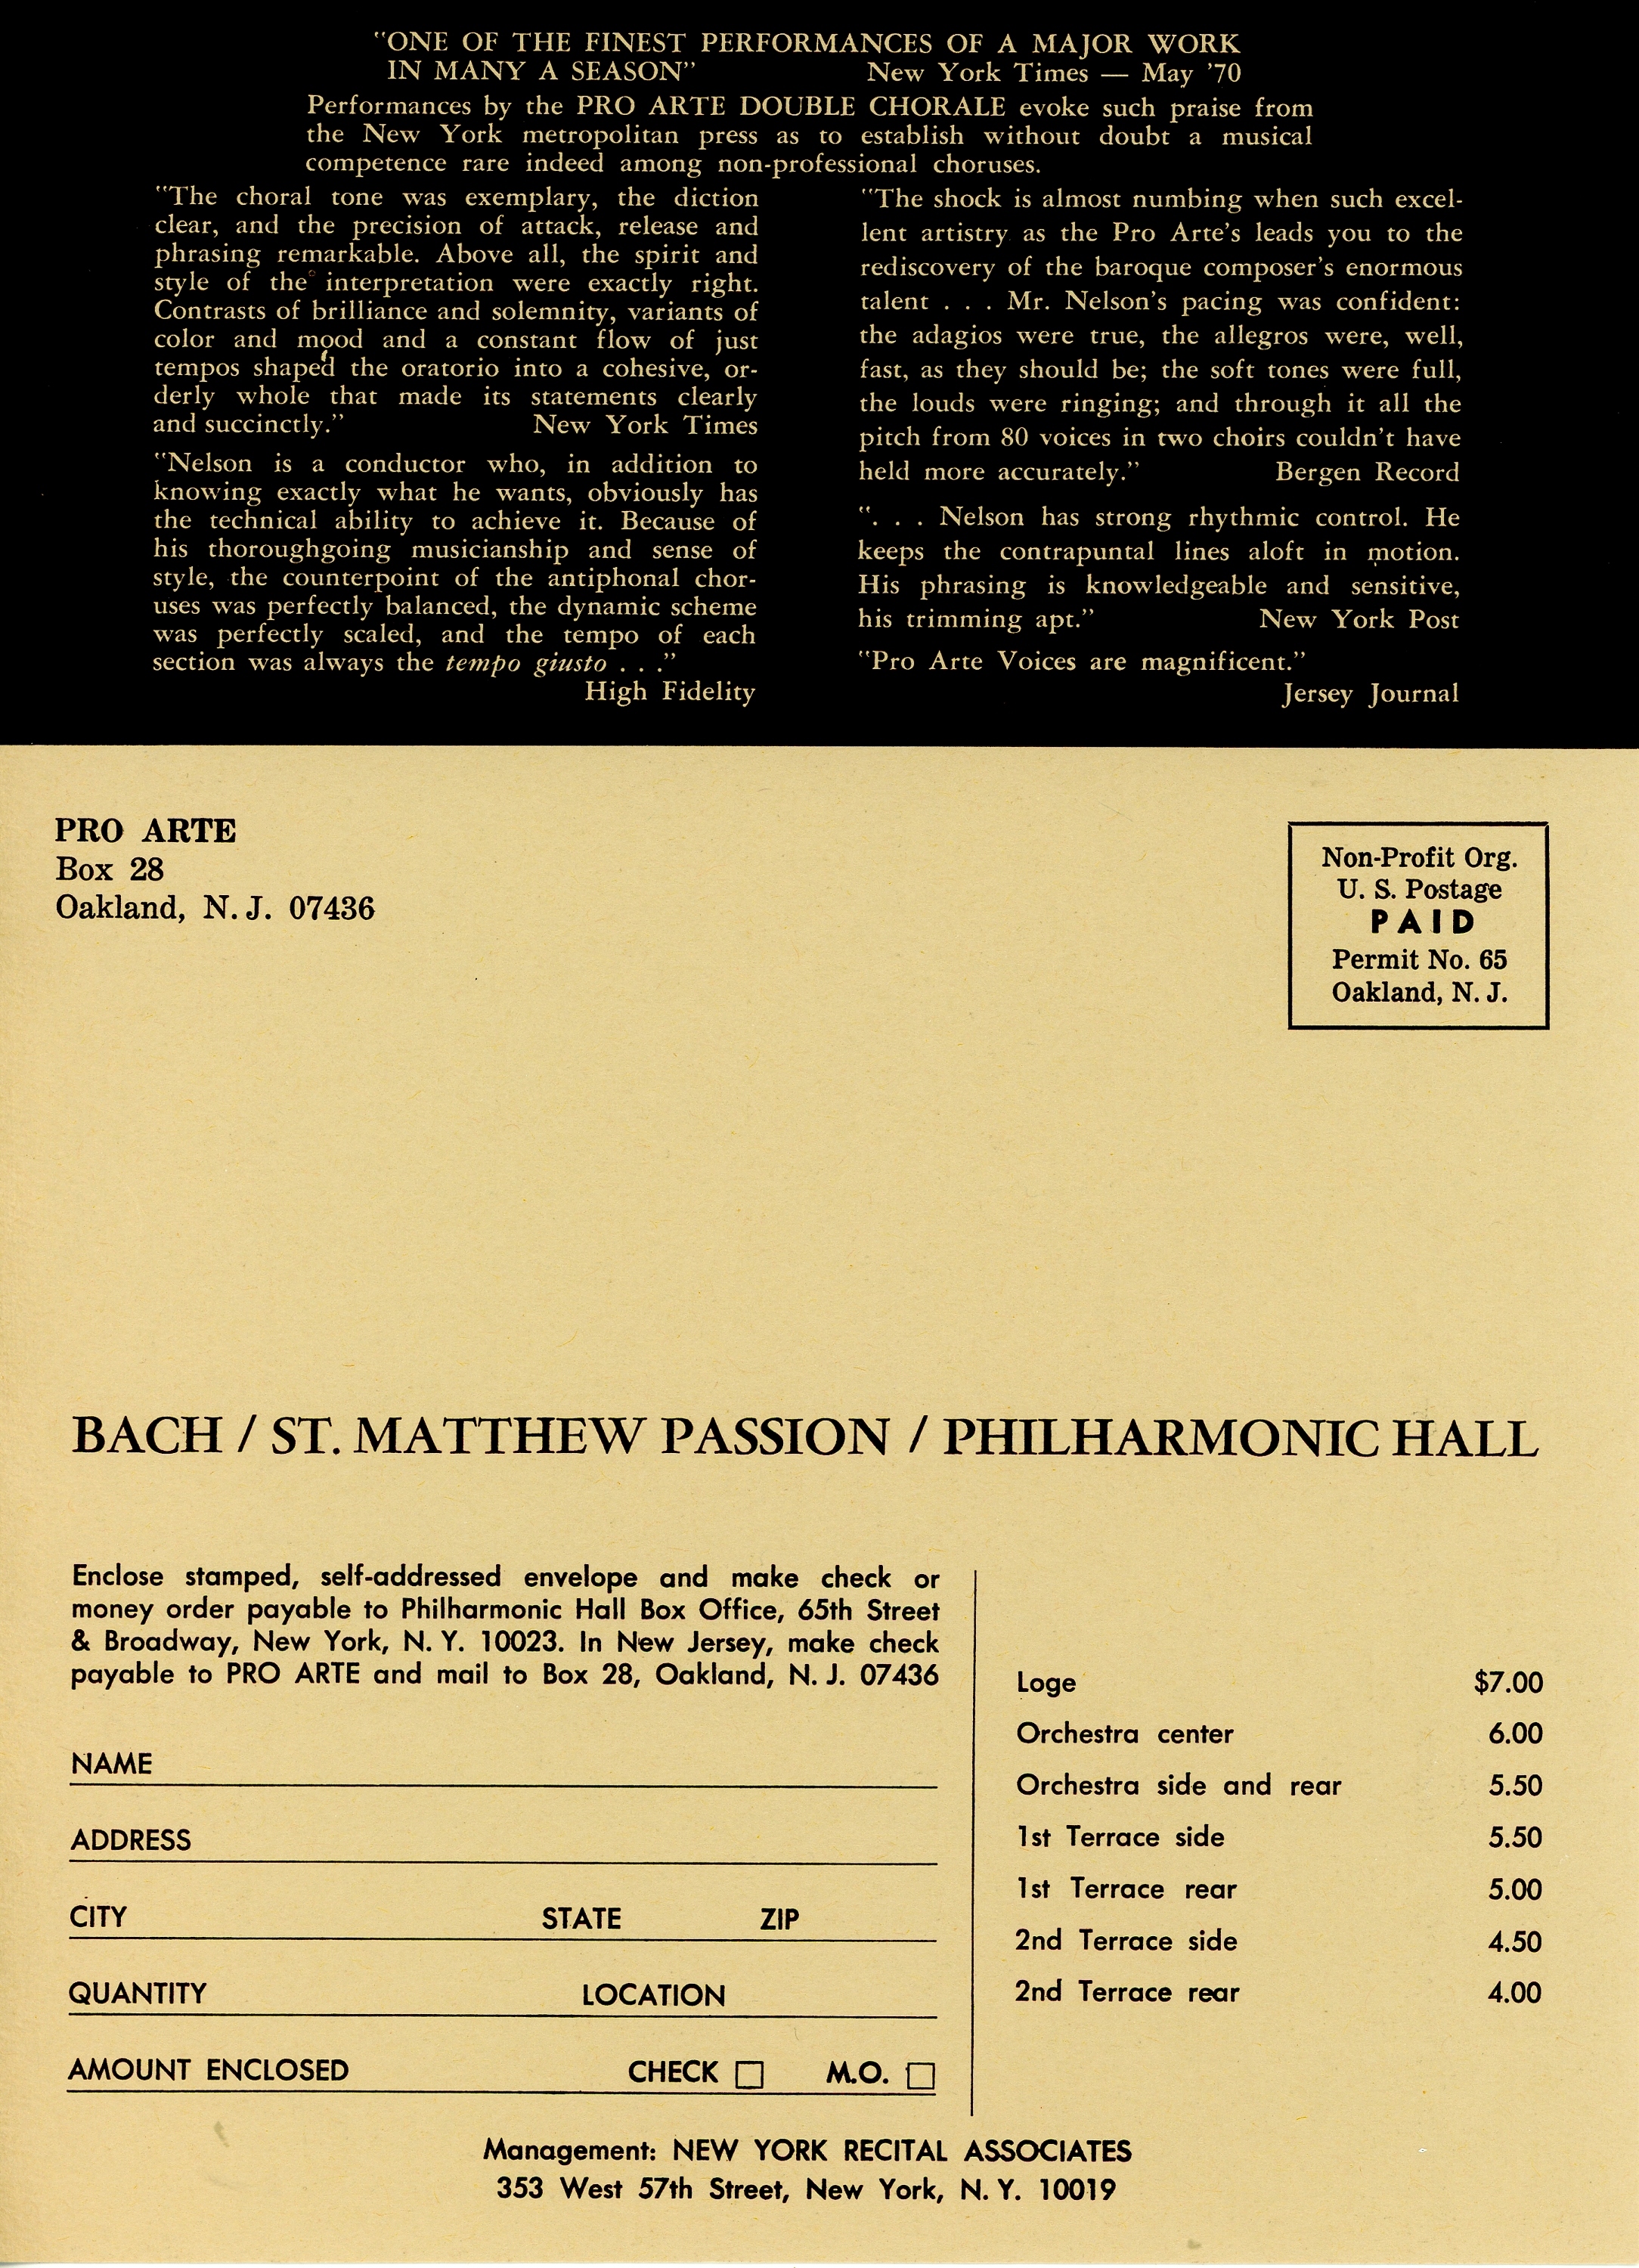 "ONE OF THE FINEST PERFORMANCES OF A MAJOR WORK
IN MANY A SEASON" New York Times — May '70
Performances by the PRO ARTE DOUBLE CHORALE evoke such praise from
the New York metropolitan press as to establish without doubt a musical
competence rare indeed among non-professional choruses.
"The choral tone was exemplary, the diction
clear, and the precision of attack, release and
phrasing remarkable. Above all, the spirit and
style of the interpretation were exactly right.
Contrasts of brilliance and solemnity, variants of
color and mood and a constant flow of just
tempos shaped the oratorio into a cohesive, or-
derly whole that made its statements clearly
and succinctly." New York Times
"Nelson is a conductor who, in addition to
knowing exactly what he wants, obviously has
the technical ability to achieve it. Because of
his thoroughgoing musicianship and sense of
style, the counterpoint of the antiphonal chor-
uses was perfectly balanced, the dynamic scheme
was perfectly scaled, and the tempo of each
section was always the tempo giusto . . ."
High Fidelity
"The shock is almost numbing when such excel-
lent artistry as the Pro Arte's leads you to the
rediscovery of the baroque composer's enormous
talent . . . Mr. Nelson's pacing was confident:
the adagios were true, the allegros were, well,
fast, as they should be; the soft tones were full,
the louds were ringing; and through it all the
pitch from 80 voices in two choirs couldn't have
held more accurately." Bergen Record
". . . Nelson has strong rhythmic control. He
keeps the contrapuntal lines aloft in motion.
His phrasing is knowledgeable and sensitive,
his trimming apt." New York Post
"Pro Arte Voices are magnificent."
Jersey Journal
PRO ARTE
Box 28
Oakland, N. J. 07436
Non-Profit Org.
U. S. Postage
PAID
Permit No. 65
Oakland, N. J.
BACH / ST. MATTHEW PASSION / PHILHARMONIC HALL
Enclose stamped, self-addressed envelope and make check or
money order payable to Philharmonic Hall Box Office, 65th Street
& Broadway, New York, N. Y. 10023. In New Jersey, make check
payable to PRO ARTE and mail to Box 28, Oakland, N. J. 07436
NAME
ADDRESS
CITY STATE ZIP
QUANTITY LOCATION
AMOUNT ENCLOSED CHECK M.O.
Loge $7.00
Orchestra center 6.00
Orchestra side and rear 5.50
1st Terrace side 5.50
1st Terrace rear 5.00
2nd Terrace side 4.50
2nd Terrace rear 4.00
Management: NEW YORK RECITAL ASSOCIATES
353 West 57th Street, New York, N. Y. 10019